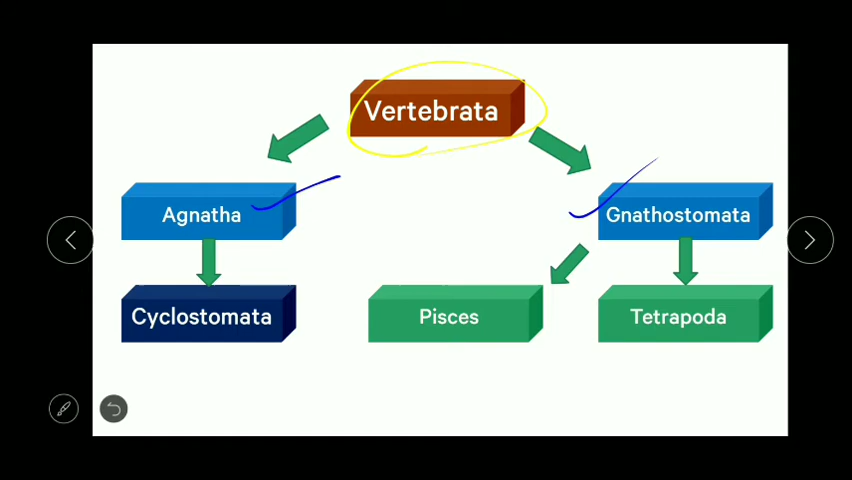 Vertebrata
Agnatha
Gnathostomata
Cyclostomata
Pisces
Tetrapoda